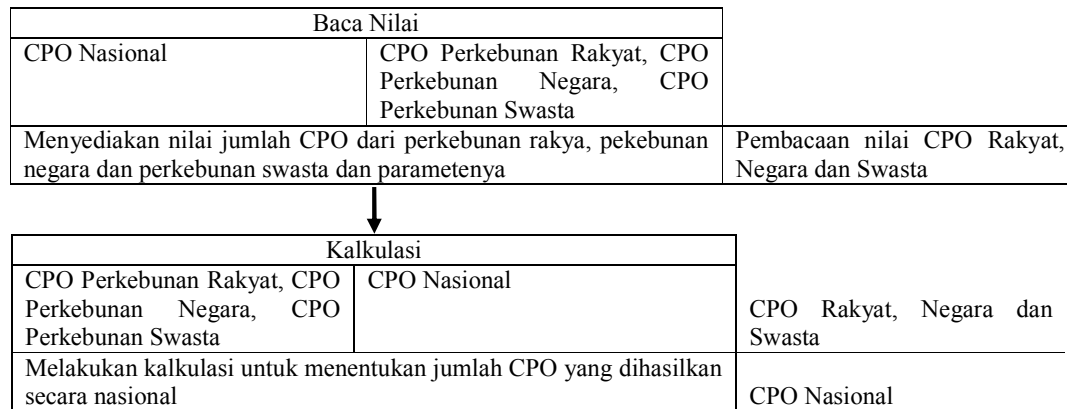 Baca Nilai
CPO Nasional
CPO Perkebunan Rakyat, CPO
Perkebunan Negara, CPO
Perkebunan Swasta
Menyediakan nilai jumlah CPO dari perkebunan rakya, pekebunan
negara dan perkebunan swasta dan parametenya
Pembacaan nilai CPO Rakyat,
Negara dan Swasta
Kalkulasi
CPO Perkebunan Rakyat, CPO
Perkebunan Negara, CPO
Perkebunan Swasta
CPO Nasional
CPO Rakyat, Negara dan
Swasta
Melakukan kalkulasi untuk menentukan jumlah CPO yang dihasilkan
secara nasional
CPO Nasional